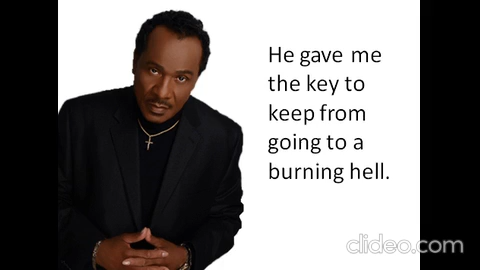 He gave me
the key to
keep from
going to a
burning hell.
clideo.com